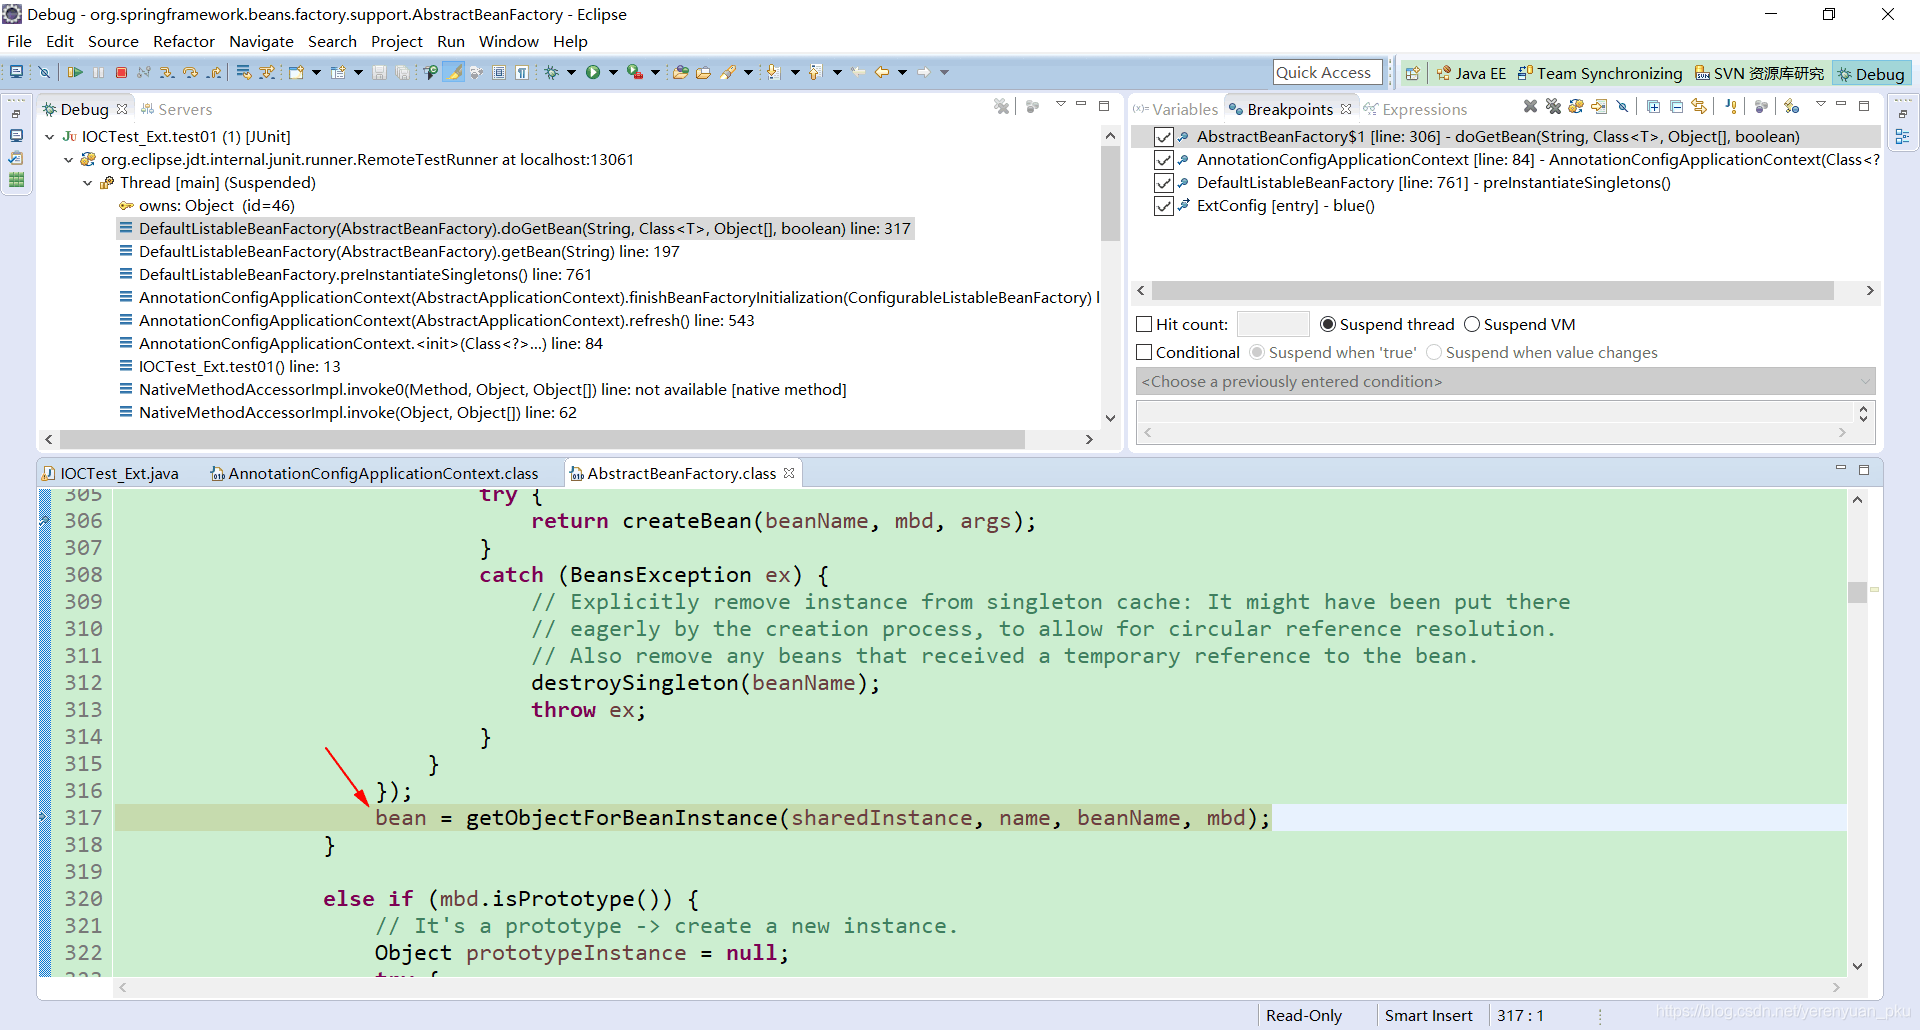 Debug - org.springframework.beans.factory.support.AbstractBeanFactory - Eclipse
File Edit Source Refactor Navigate Search Project Run Window Help
Quick Access
Java EE Team Synchronizing SVN 资源库研究 Debug
Debug Servers
IOCTest_Ext.test01 (1) [JUnit]
org.eclipse.jdt.internal.junit.runner.RemoteTestRunner at localhost:13061
Thread [main] (Suspended)
owns: Object (id=46)
DefaultListableBeanFactory(AbstractBeanFactory).doGetBean(String, Class<T>, Object[], boolean) line: 317
DefaultListableBeanFactory(AbstractBeanFactory).getBean(String) line: 197
DefaultListableBeanFactory.preInstantiateSingletons() line: 761
AnnotationConfigApplicationContext(AbstractApplicationContext).finishBeanFactoryInitialization(ConfigurableListableBeanFactory) l
AnnotationConfigApplicationContext(AbstractApplicationContext).refresh() line: 543
AnnotationConfigApplicationContext.<init>(Class<?>...) line: 84
IOCTest_Ext.test01() line: 13
NativeMethodAccessorImpl.invoke0(Method, Object, Object[]) line: not available [native method]
NativeMethodAccessorImpl.invoke(Object, Object[]) line: 62
Variables Breakpoints Expressions
AbstractBeanFactory$1 [line: 306] - doGetBean(String, Class<T>, Object[], boolean)
AnnotationConfigApplicationContext [line: 84] - AnnotationConfigApplicationContext(Class<?
DefaultListableBeanFactory [line: 761] - preInstantiateSingletons()
ExtConfig [entry] - blue()
Hit count: Suspend thread Suspend VM
Conditional Suspend when 'true' Suspend when value changes
<Choose a previously entered condition>
IOCTest_Ext.java AnnotationConfigApplicationContext.class AbstractBeanFactory.class
305 try {
306 return createBean(beanName, mbd, args);
307 }
308 catch (BeansException ex) {
309 // Explicitly remove instance from singleton cache: It might have been put there
310 // eagerly by the creation process, to allow for circular reference resolution.
311 // Also remove any beans that received a temporary reference to the bean.
312 destroySingleton(beanName);
313 throw ex;
314 }
315 }
316 });
317 bean = getObjectForBeanInstance(sharedInstance, name, beanName, mbd);
318 }
319
320 else if (mbd.isPrototype()) {
321 // It's a prototype -> create a new instance.
322 Object prototypeInstance = null;
323 try {
Read-Only Smart Insert 317 : 1
https://blog.csdn.net/yerenyuan_pku